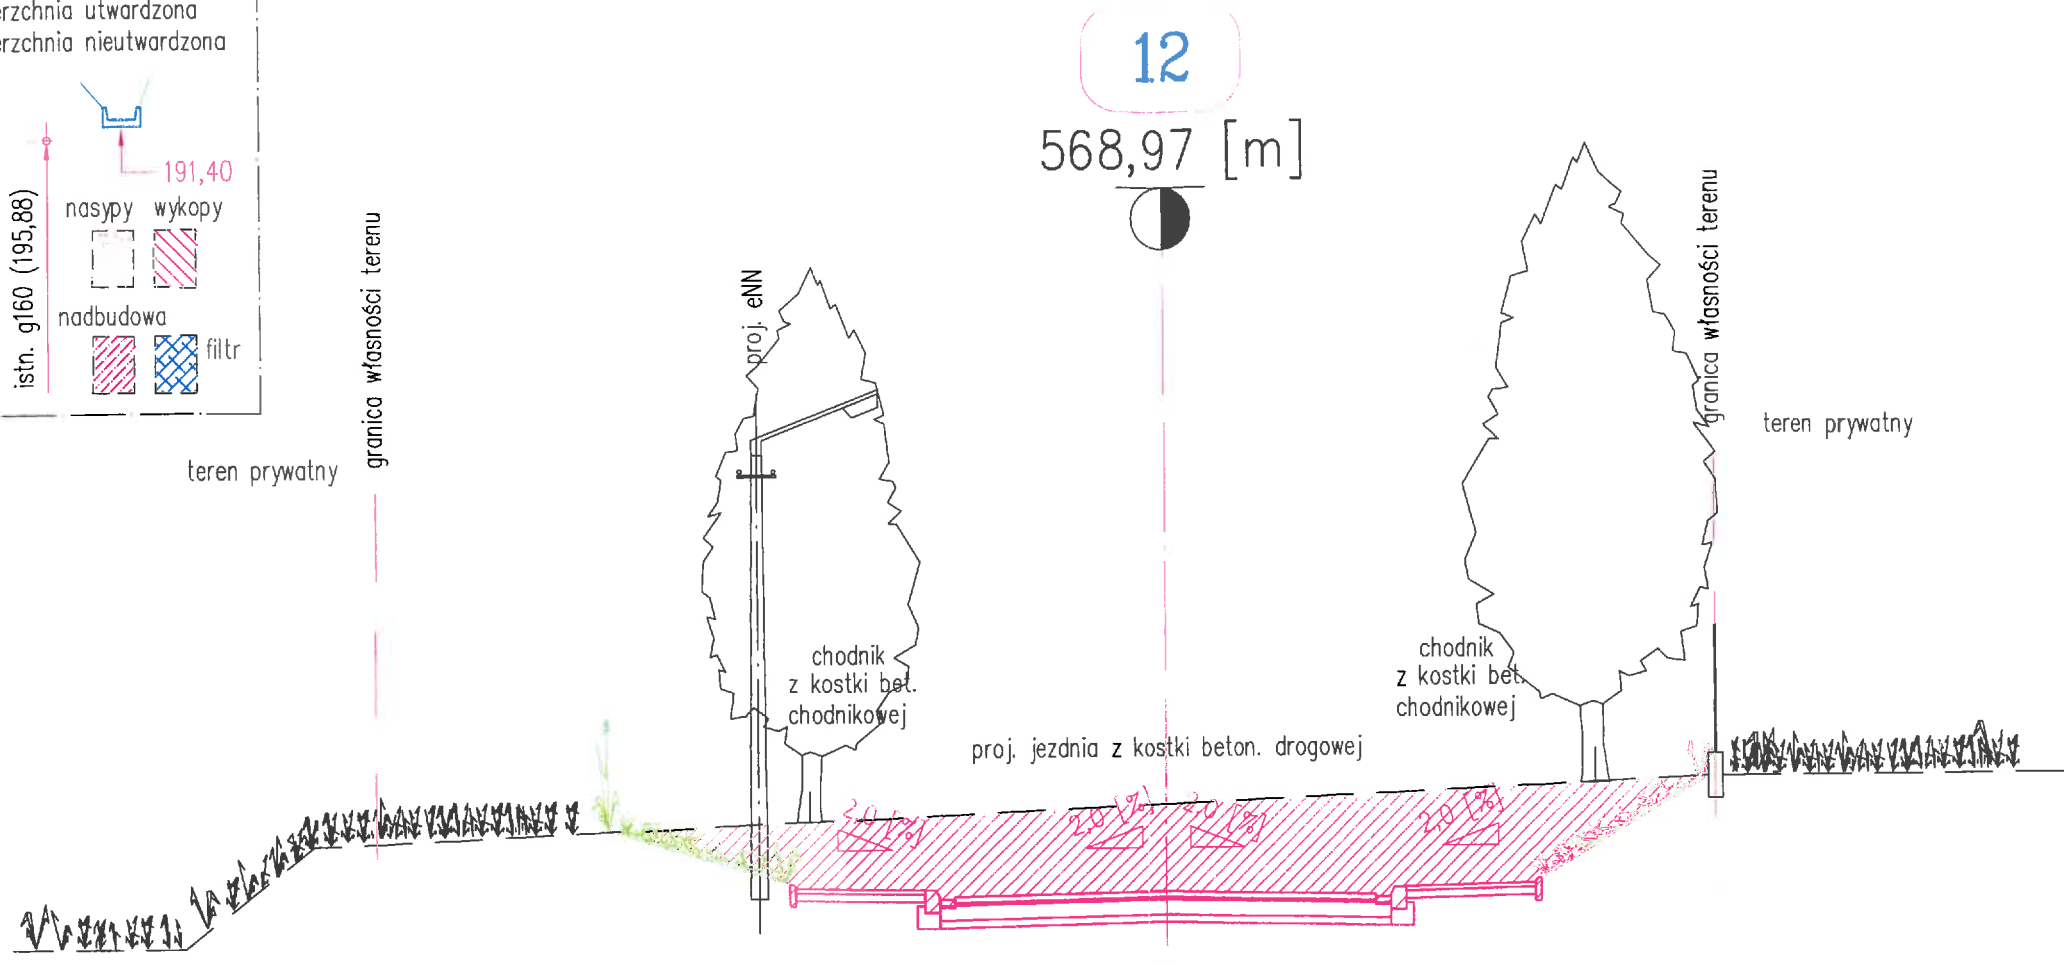 erzchnia utwardzona
erzchnia nieutwardzona
191,40
istn. g160 (195,88)
nasypy wykopy
nadbudowa
filtr
12
568,97 [m]
granica własności terenu
teren prywatny
proj. eNN
granica własności terenu
teren prywatny
chodnik
z kostki bet.
chodnikowej
chodnik
z kostki bet.
chodnikowej
proj. jezdnia z kostki beton. drogowej
2,0 [%]
2,0 [%]
2,0 [%]
2,0 [%]